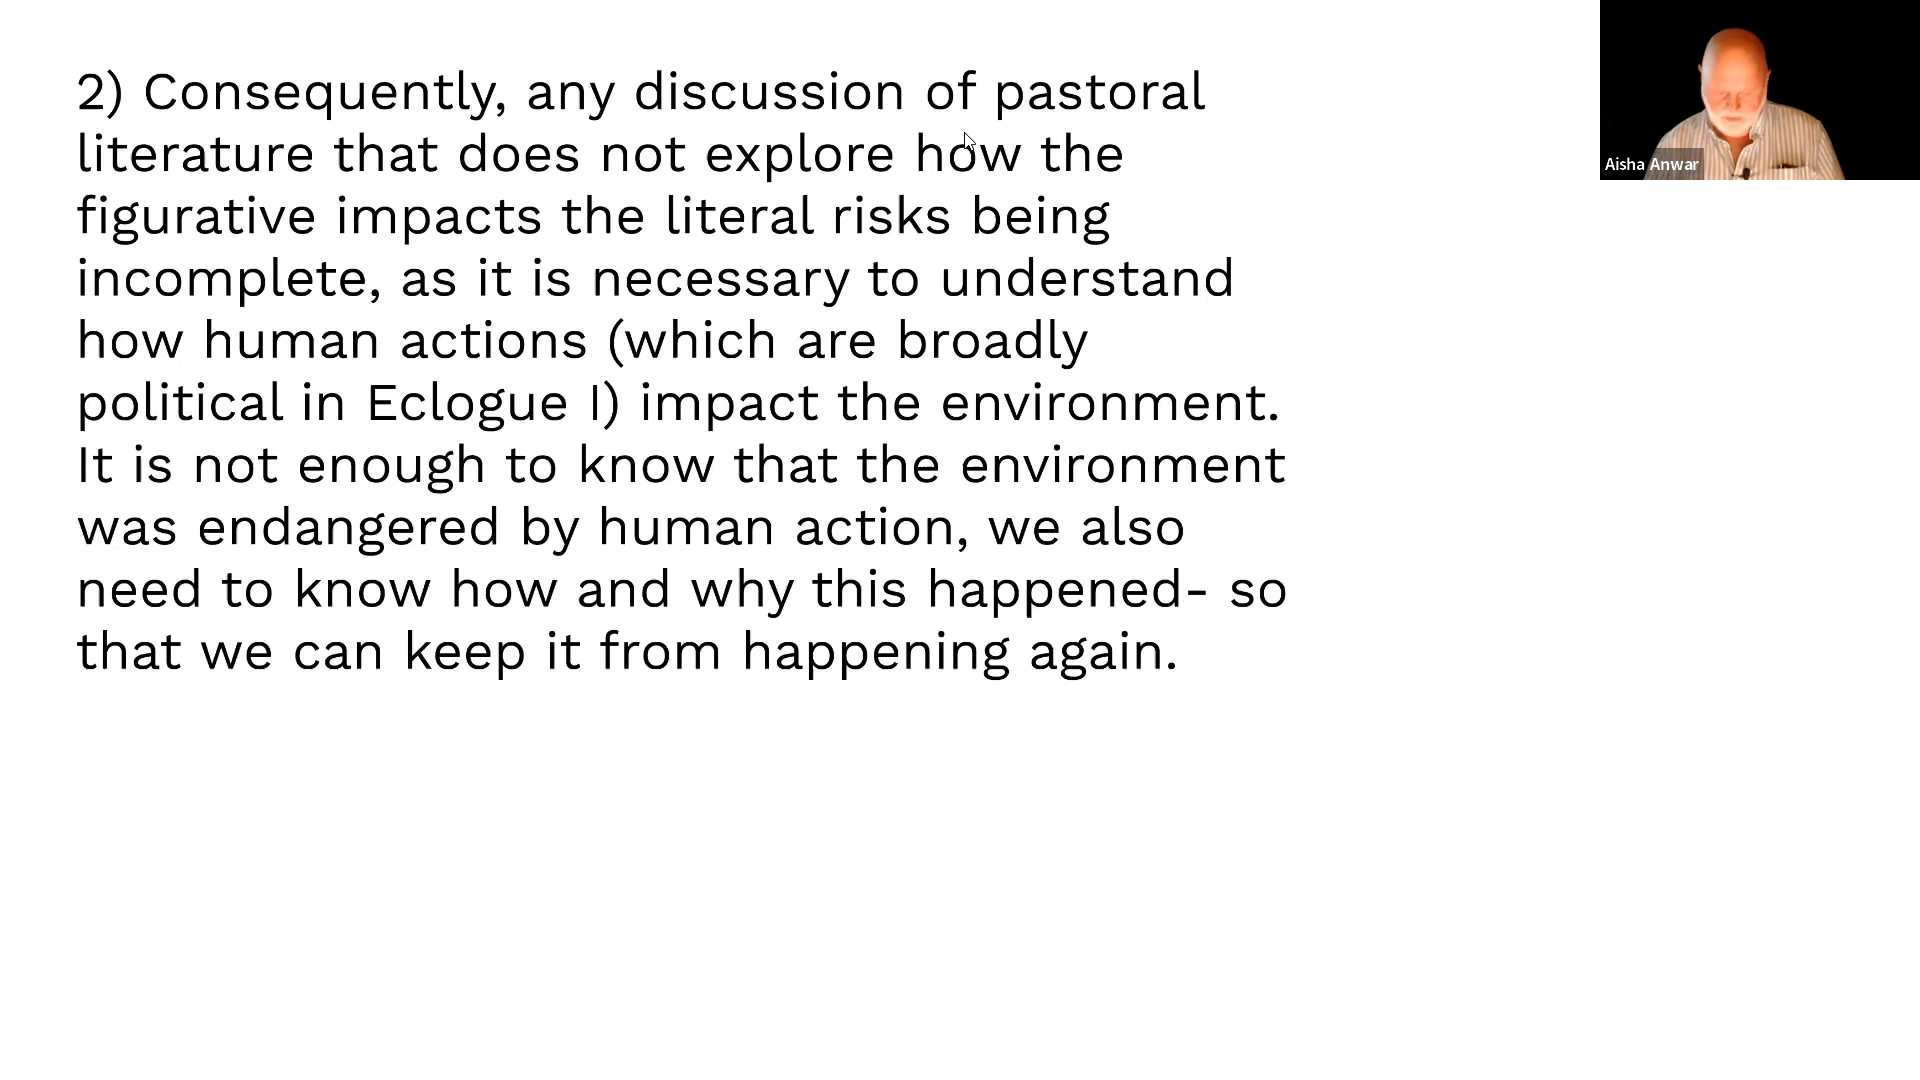 2) Consequently, any discussion of pastoral
literature that does not explore how the
figurative impacts the literal risks being
incomplete, as it is necessary to understand
how human actions (which are broadly
political in Eclogue I) impact the environment.
It is not enough to know that the environment
was endangered by human action, we also
need to know how and why this happened- so
that we can keep it from happening again.
Aisha Anwar